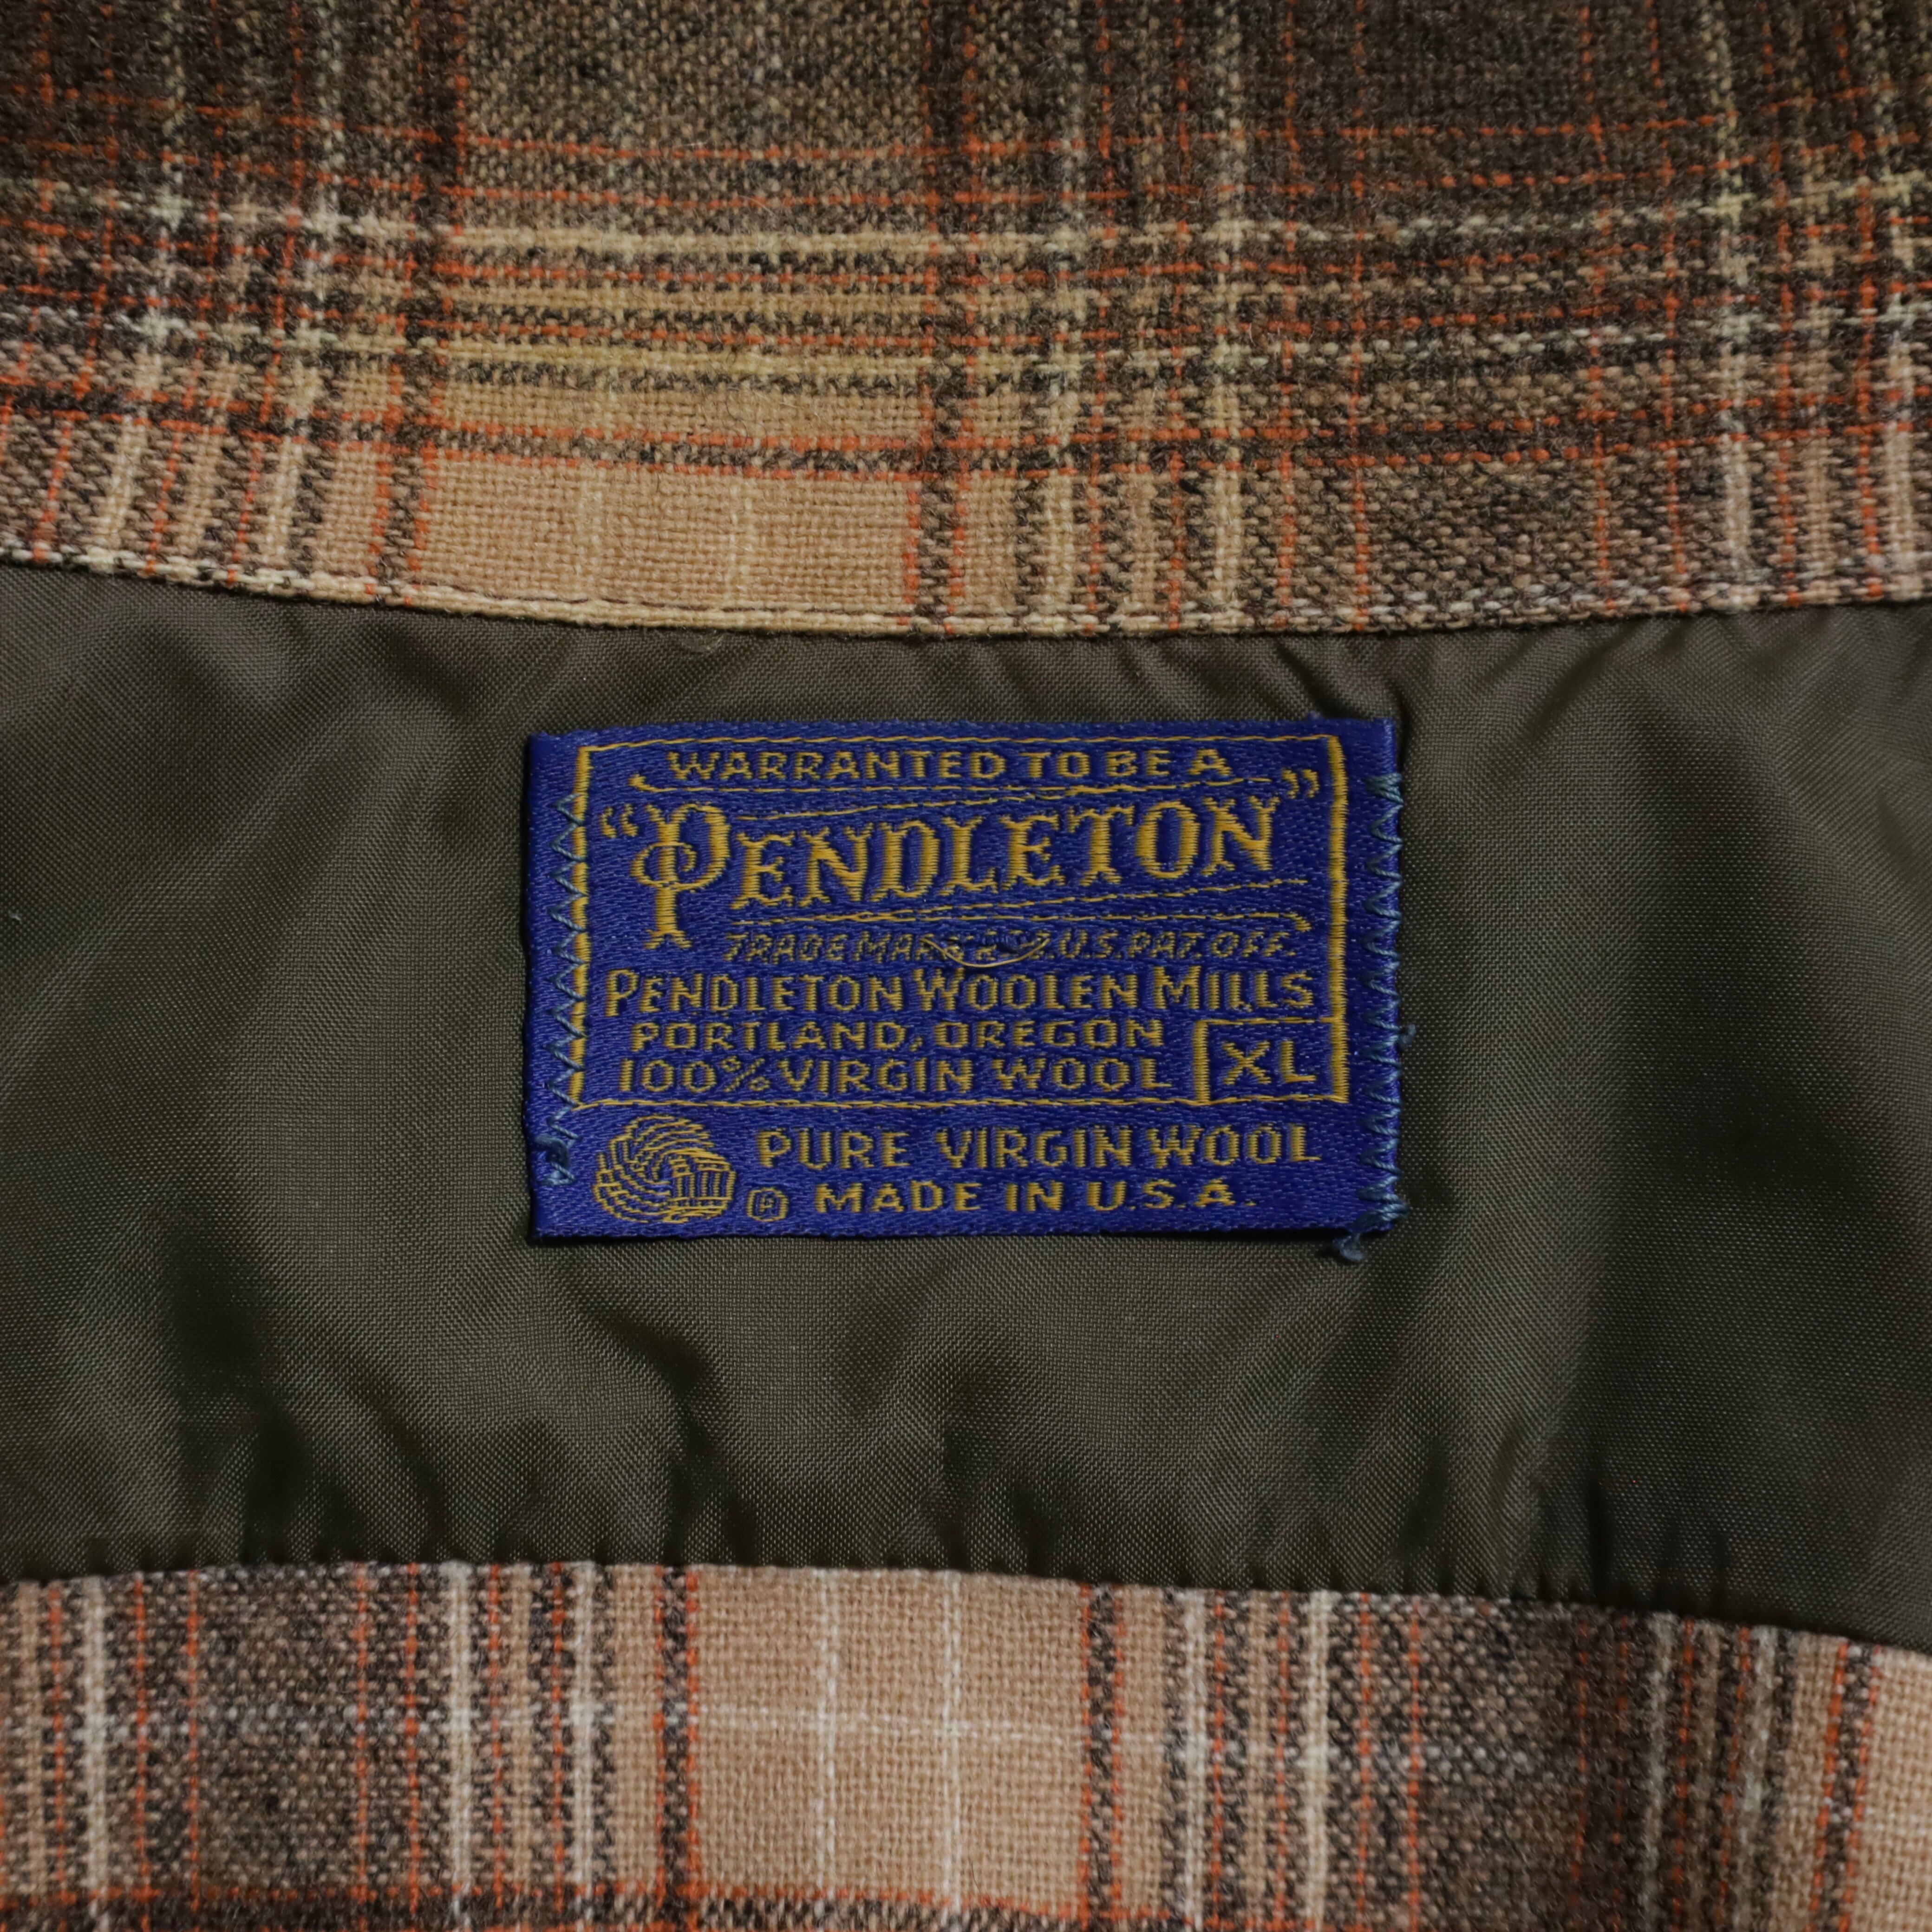 WARRANTED TO BE A
"PENDLETON"
TRADE MARK U.S. PAT. OFF.
PENDLETON WOOLEN MILLS
PORTLAND, OREGON
100% VIRGIN WOOL XL
PURE VIRGIN WOOL
® MADE IN U.S.A.